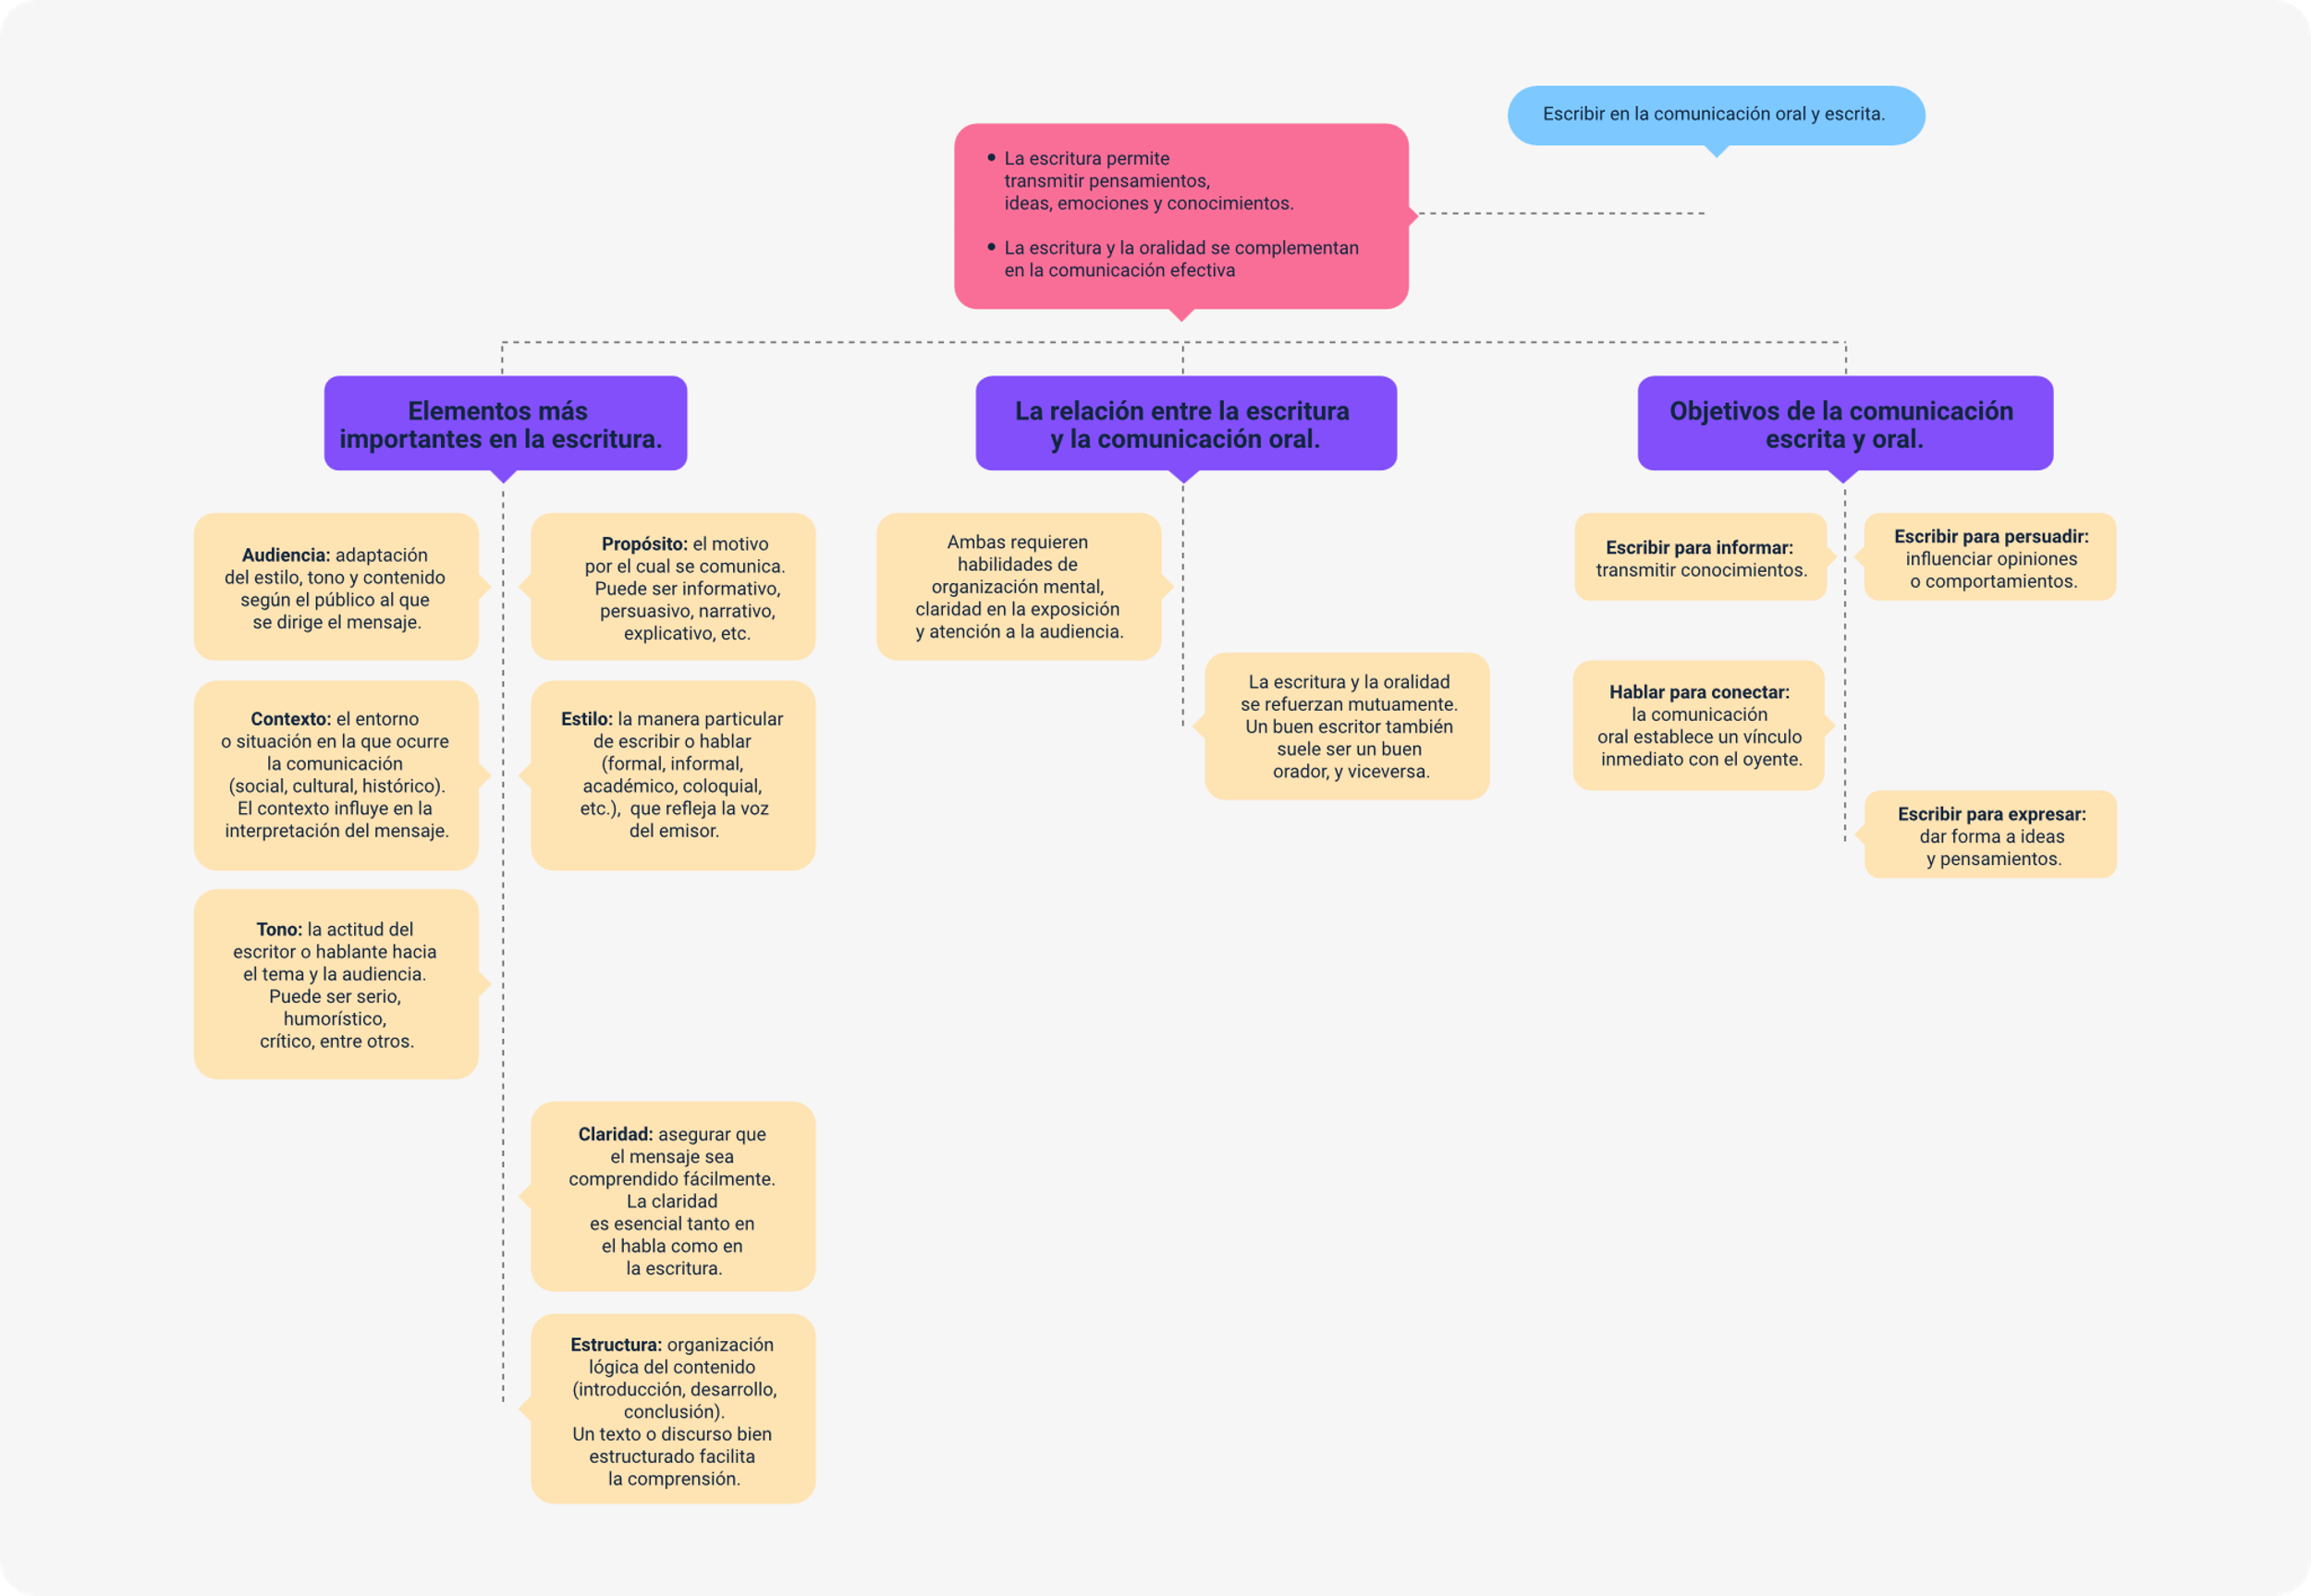 Escribir en la comunicación oral y escrita.
• La escritura permite
transmitir pensamientos,
ideas, emociones y conocimientos.
• La escritura y la oralidad se complementan
en la comunicación efectiva
Elementos más
importantes en la escritura.
Audiencia: adaptación
del estilo, tono y contenido
según el público al que
se dirige el mensaje.
Propósito: el motivo
por el cual se comunica.
Puede ser informativo,
persuasivo, narrativo,
explicativo, etc.
Contexto: el entorno
o situación en la que ocurre
la comunicación
(social, cultural, histórico).
El contexto influye en la
interpretación del mensaje.
Estilo: la manera particular
de escribir o hablar
(formal, informal,
académico, coloquial,
etc.),  que refleja la voz
del emisor.
Tono: la actitud del
escritor o hablante hacia
el tema y la audiencia.
Puede ser serio,
humorístico,
crítico, entre otros.
Claridad: asegurar que
el mensaje sea
comprendido fácilmente.
La claridad
es esencial tanto en
el habla como en
la escritura.
Estructura: organización
lógica del contenido
(introducción, desarrollo,
conclusión).
Un texto o discurso bien
estructurado facilita
la comprensión.
La relación entre la escritura
y la comunicación oral.
Ambas requieren
habilidades de
organización mental,
claridad en la exposición
y atención a la audiencia.
La escritura y la oralidad
se refuerzan mutuamente.
Un buen escritor también
suele ser un buen
orador, y viceversa.
Objetivos de la comunicación
escrita y oral.
Escribir para informar:
transmitir conocimientos.
Escribir para persuadir:
influenciar opiniones
o comportamientos.
Hablar para conectar:
la comunicación
oral establece un vínculo
inmediato con el oyente.
Escribir para expresar:
dar forma a ideas
y pensamientos.